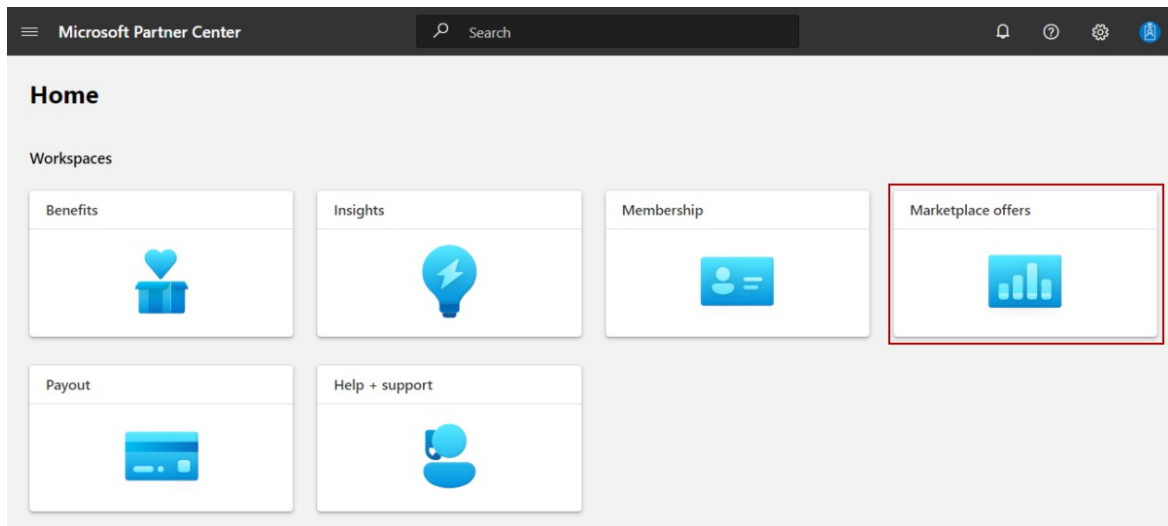 Microsoft Partner Center
Search
Home
Workspaces
Benefits
Insights
Membership
Marketplace offers
Payout
Help + support